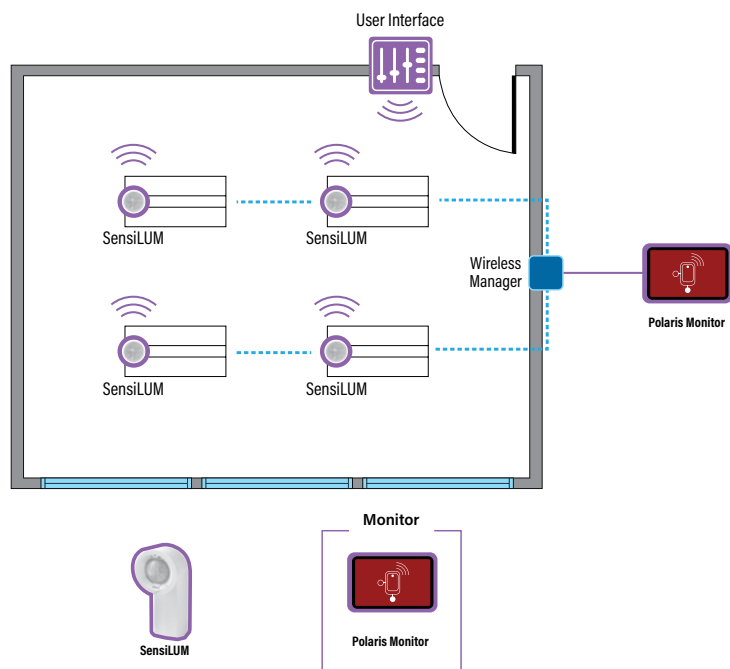 User Interface
SensiLUM
SensiLUM
Wireless
Manager
Polaris Monitor
SensiLUM
SensiLUM
Monitor
SensiLUM
Polaris Monitor